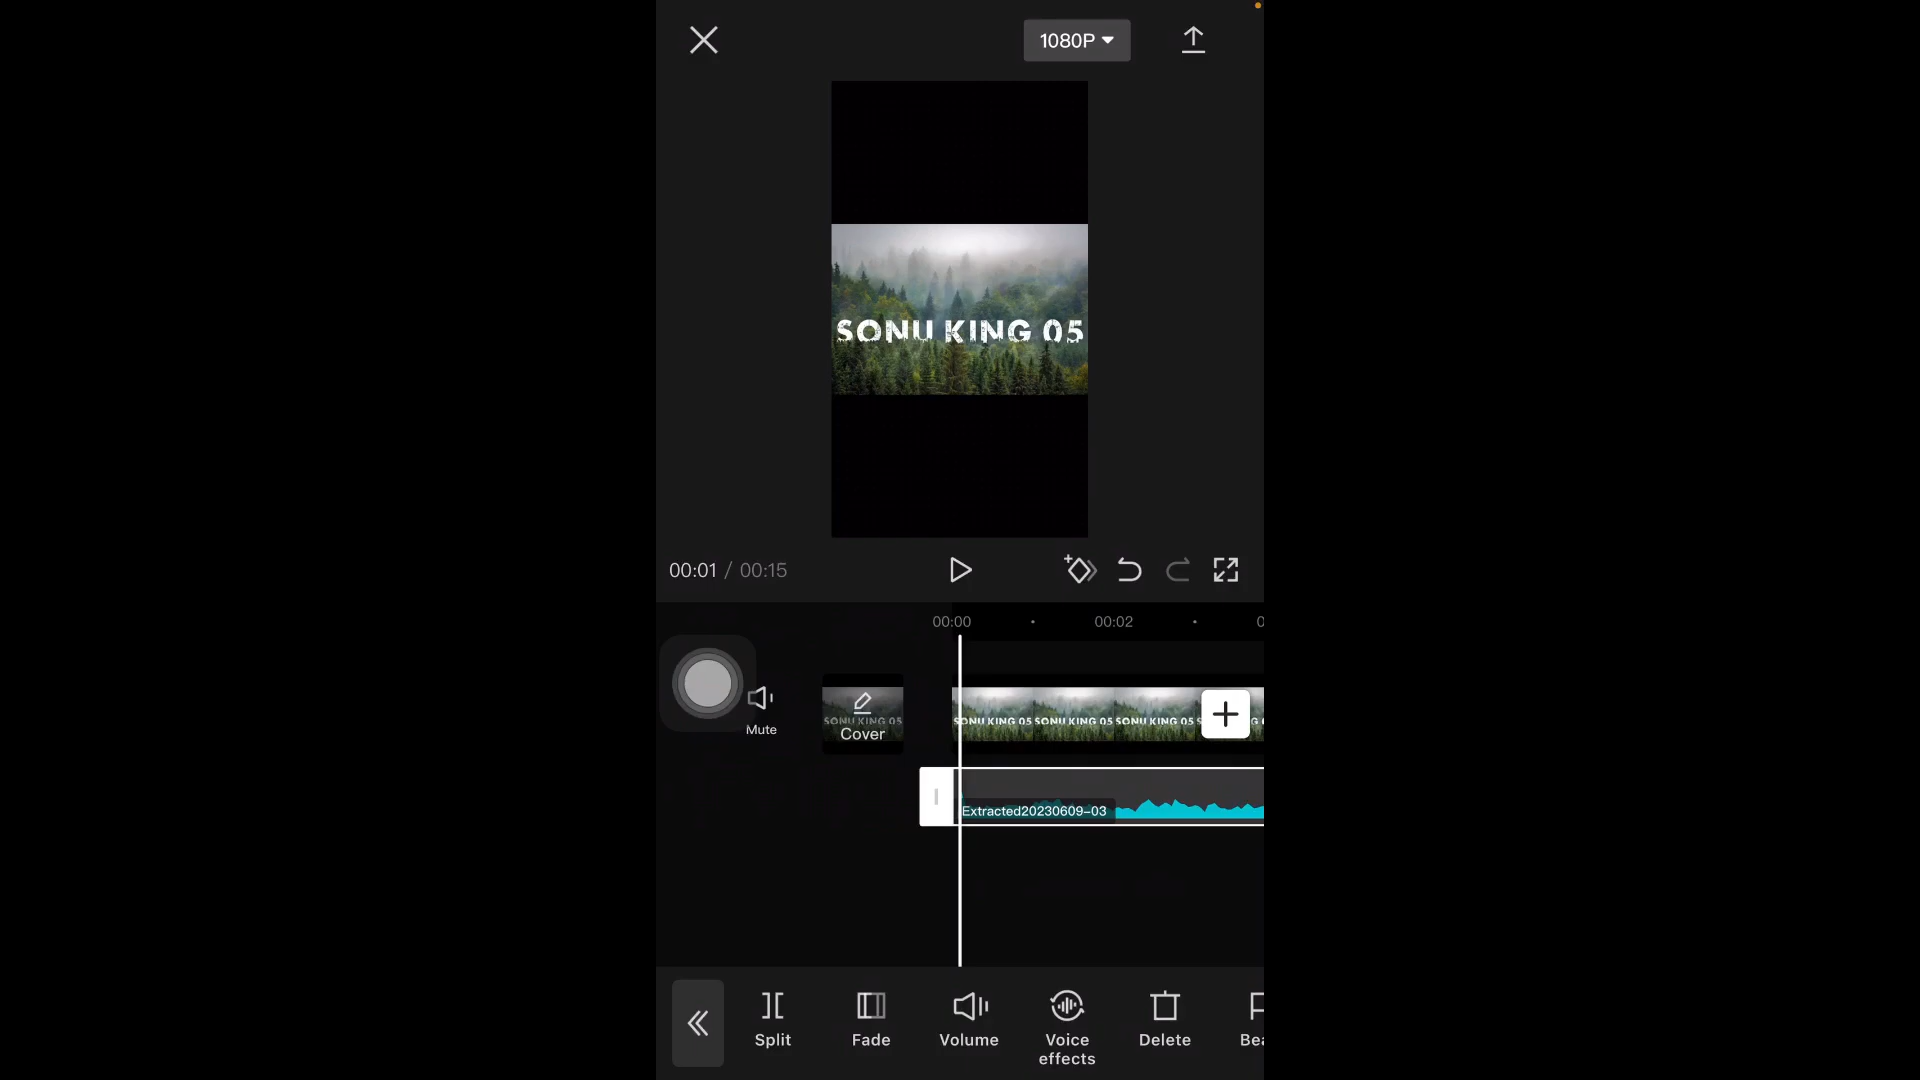 1080P
SONU KING 05
00:01 / 00:15
00:00 00:02
Mute
SONU KING 05
Cover
SONU KING 05 SONU KING 05 SONU KING 05
Extracted20230609-03
Split
Fade
Volume
Voice
effects
Delete